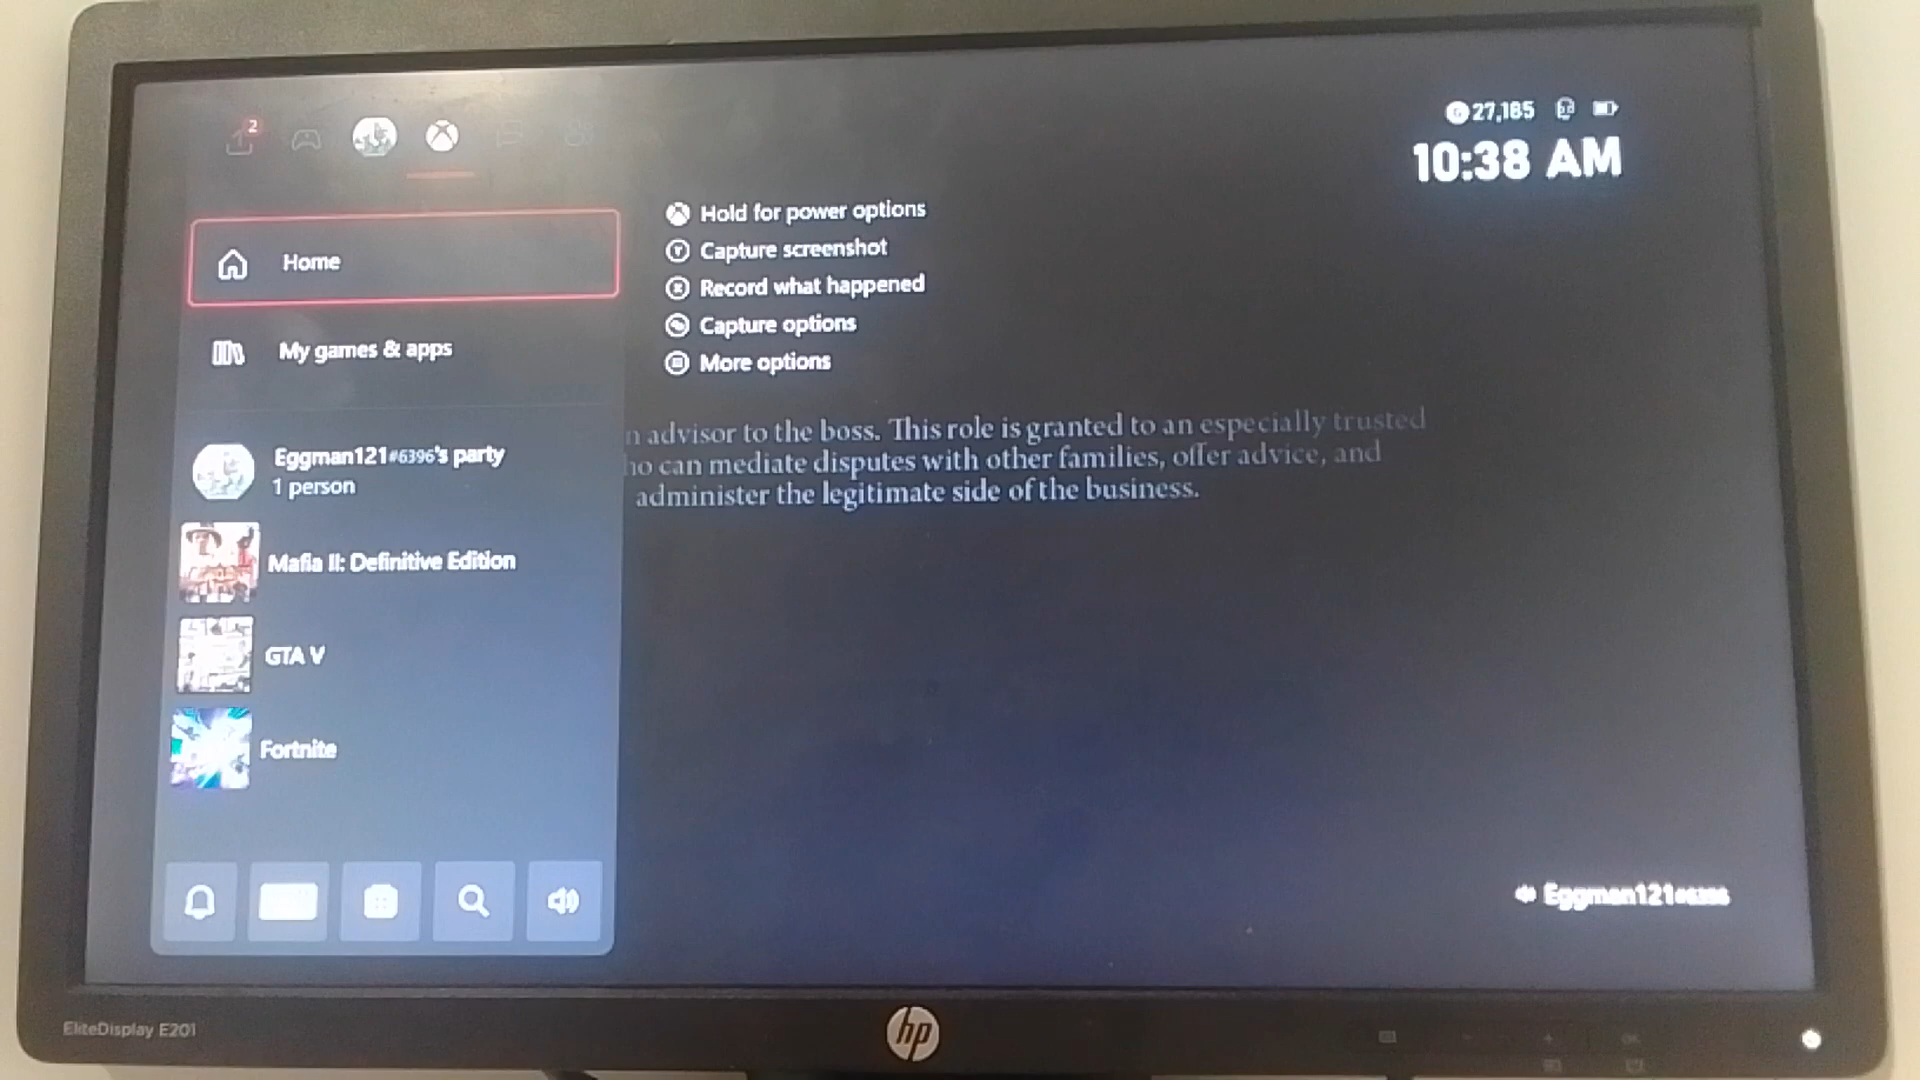 2
27,185
10:38 AM
Home
My games & apps
Eggman121#6396's party
1 person
Mafia II: Definitive Edition
GTA V
Fortnite
Hold for power options
Capture screenshot
Record what happened
Capture options
More options
n advisor to the boss. This role is granted to an especially trusted
ho can mediate disputes with other families, offer advice, and
administer the legitimate side of the business.
Eggman121#6396
EliteDisplay E201
hp